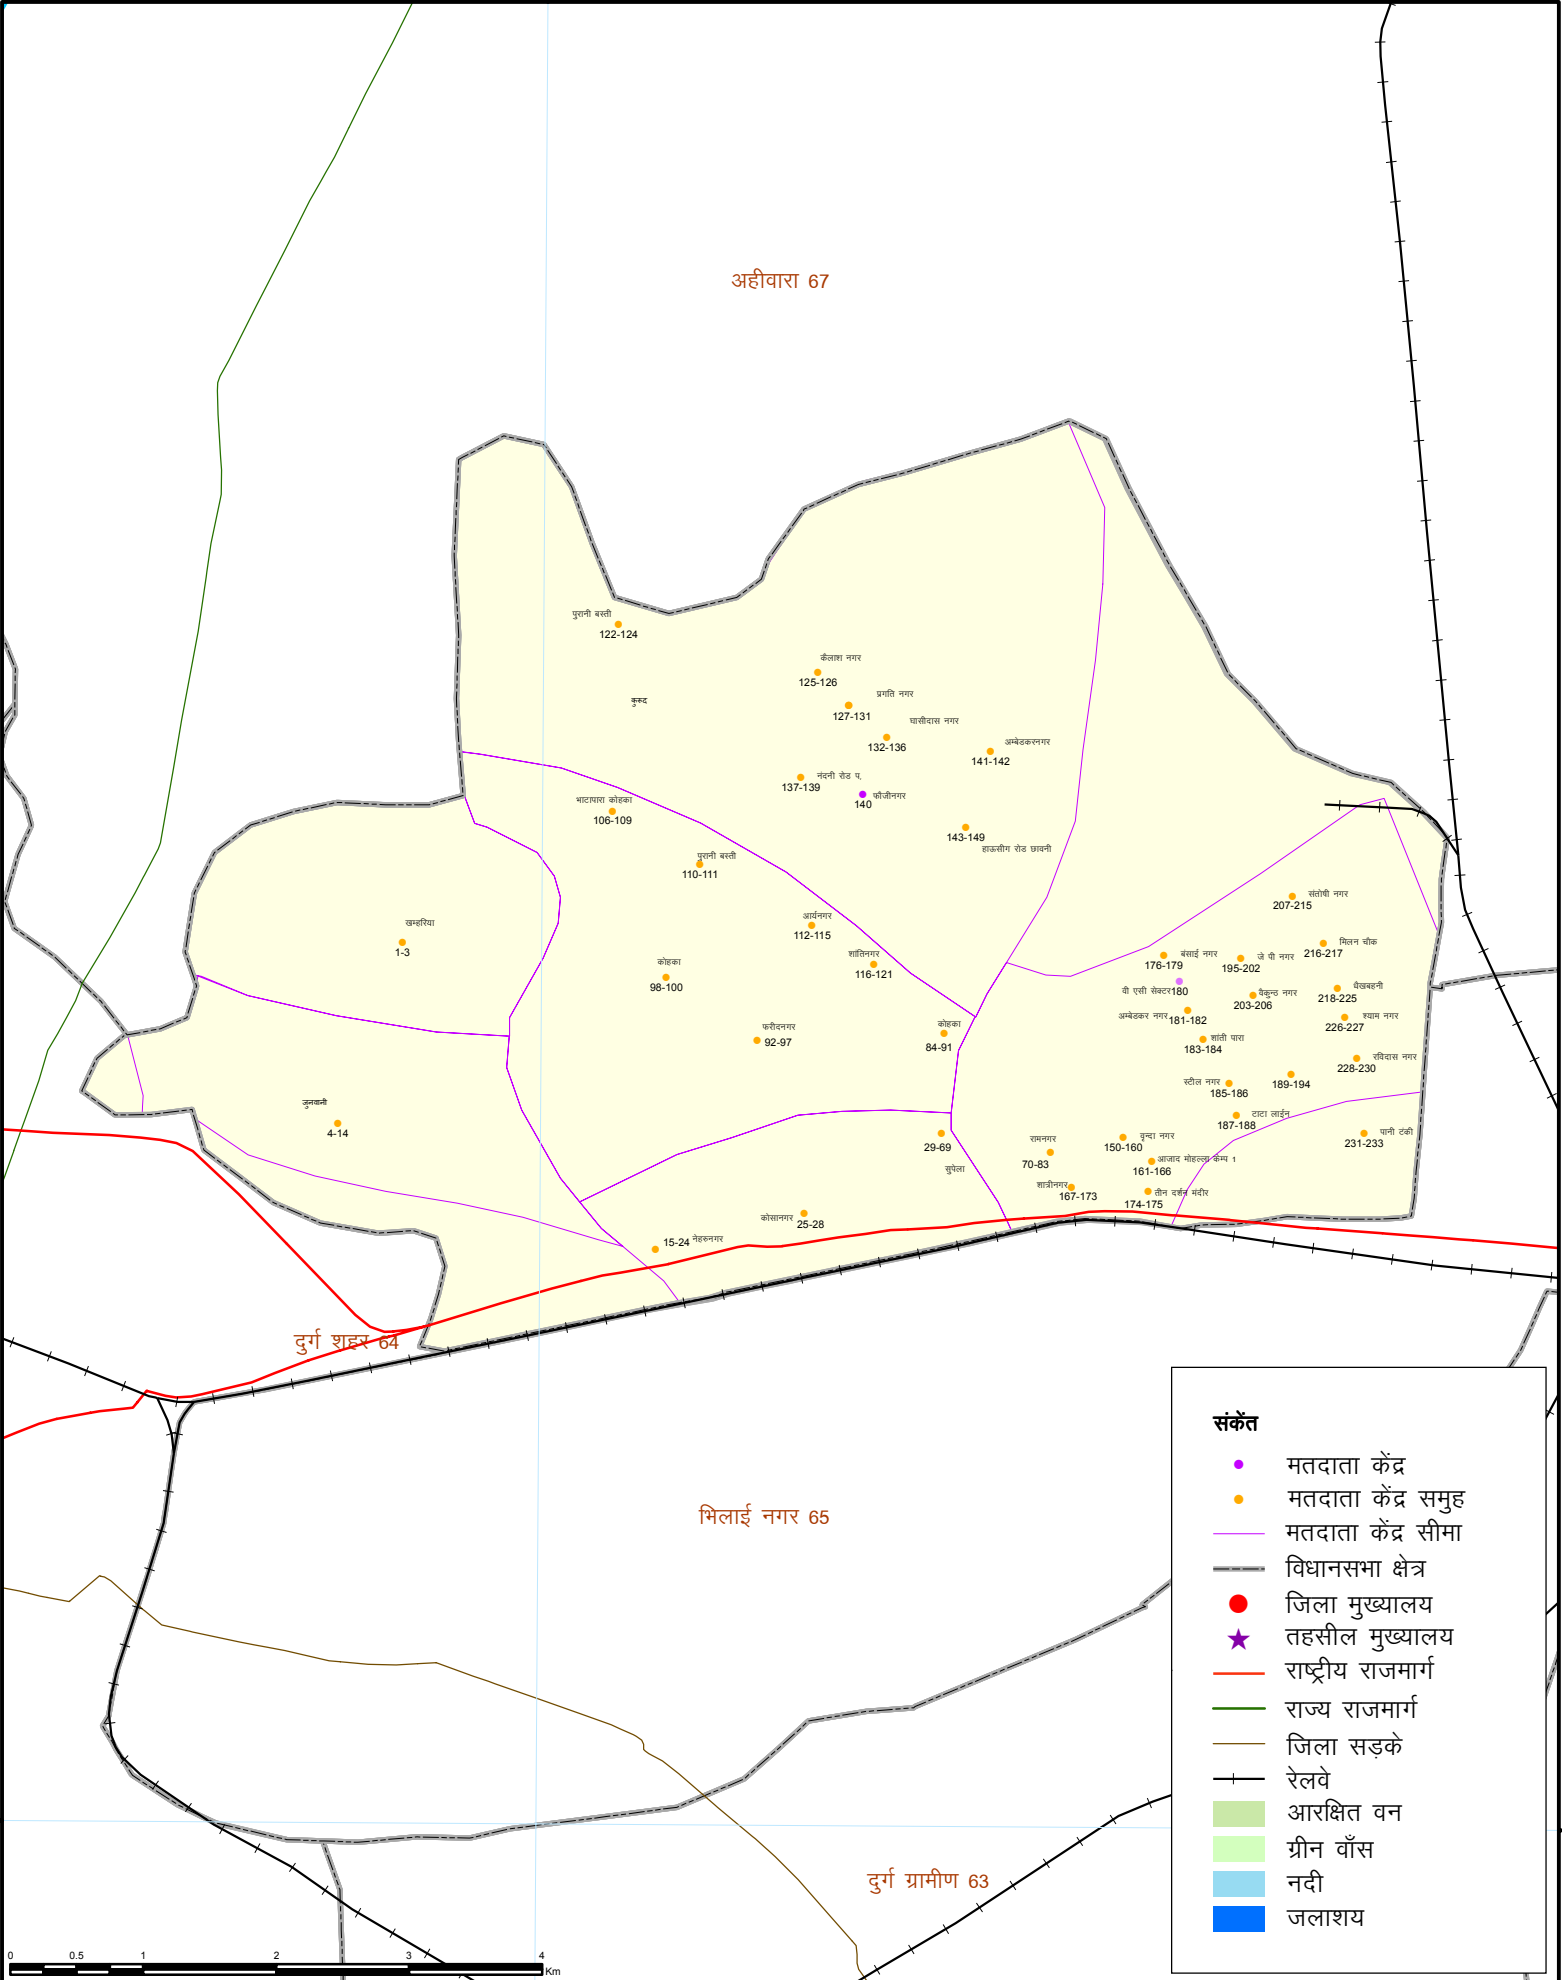 अहीवारा 67
पुरानी बस्ती
122-124
कैलाश नगर
125-126
कुरूद
प्रगति नगर
127-131
घासीदास नगर
132-136
अम्बेडकरनगर
141-142
नंदनी रोड प.
137-139
फौजीनगर
140
भाटापारा कोहका
106-109
143-149
हाऊसींग रोड छावनी
पुरानी बस्ती
110-111
संतोषी नगर
207-215
खम्हरिया
1-3
आर्यनगर
112-115
मिलन चौक
216-217
शांतिनगर
116-121
बंसाई नगर
176-179
जे पी नगर
195-202
कोहका
98-100
वी एसी सेक्टर
180
वैकुन्ठ नगर
203-206
218-225
अम्बेडकर नगर
181-182
श्याम नगर
226-227
फरीदनगर
92-97
कोहका
84-91
शांती पारा
183-184
रविदास नगर
228-230
स्टील नगर
185-186
189-194
जुनवानी
4-14
टाटा लाईन
187-188
पानी टंकी
231-233
29-69
सुपेला
रामनगर
70-83
वृन्दा नगर
150-160
आजाद मोहल्ला केम्प 1
161-166
शास्त्रीनगर
167-173
तीन दर्शन मंदीर
174-175
कोसानगर
25-28
15-24 नेहरुनगर
दुर्ग शहर 64
भिलाई नगर 65
दुर्ग ग्रामीण 63
संकेंत
मतदाता केंद्र
मतदाता केंद्र समुह
मतदाता केंद्र सीमा
विधानसभा क्षेत्र
जिला मुख्यालय
तहसील मुख्यालय
राष्ट्रीय राजमार्ग
राज्य राजमार्ग
जिला सड़के
रेलवे
आरक्षित वन
ग्रीन वाँस
नदी
जलाशय
0 0.5 1 2 3 4
Km